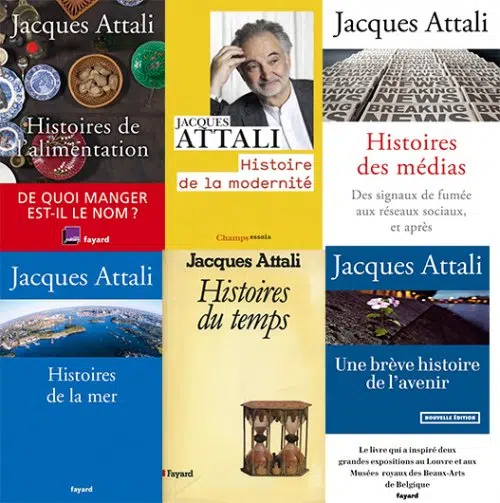 Jacques Attali
Histoires de
l'alimentation
DE QUOI MANGER
EST-IL LE NOM ?
fayard
JACQUES
ATTALI
Histoire
de la modernité
Champs essais
Jacques Attali
BREAKING
NEWS
Histoires
des médias
Des signaux de fumée
aux réseaux sociaux,
et après
fayard
Jacques Attali
Histoires
de la mer
fayard
Jacques Attali
Histoires
du temps
Fayard
Jacques Attali
Une brève histoire
de l'avenir
NOUVELLE ÉDITION
Le livre qui a inspiré deux
grandes expositions au Louvre et aux
Musées royaux des Beaux-Arts
de Belgique
fayard